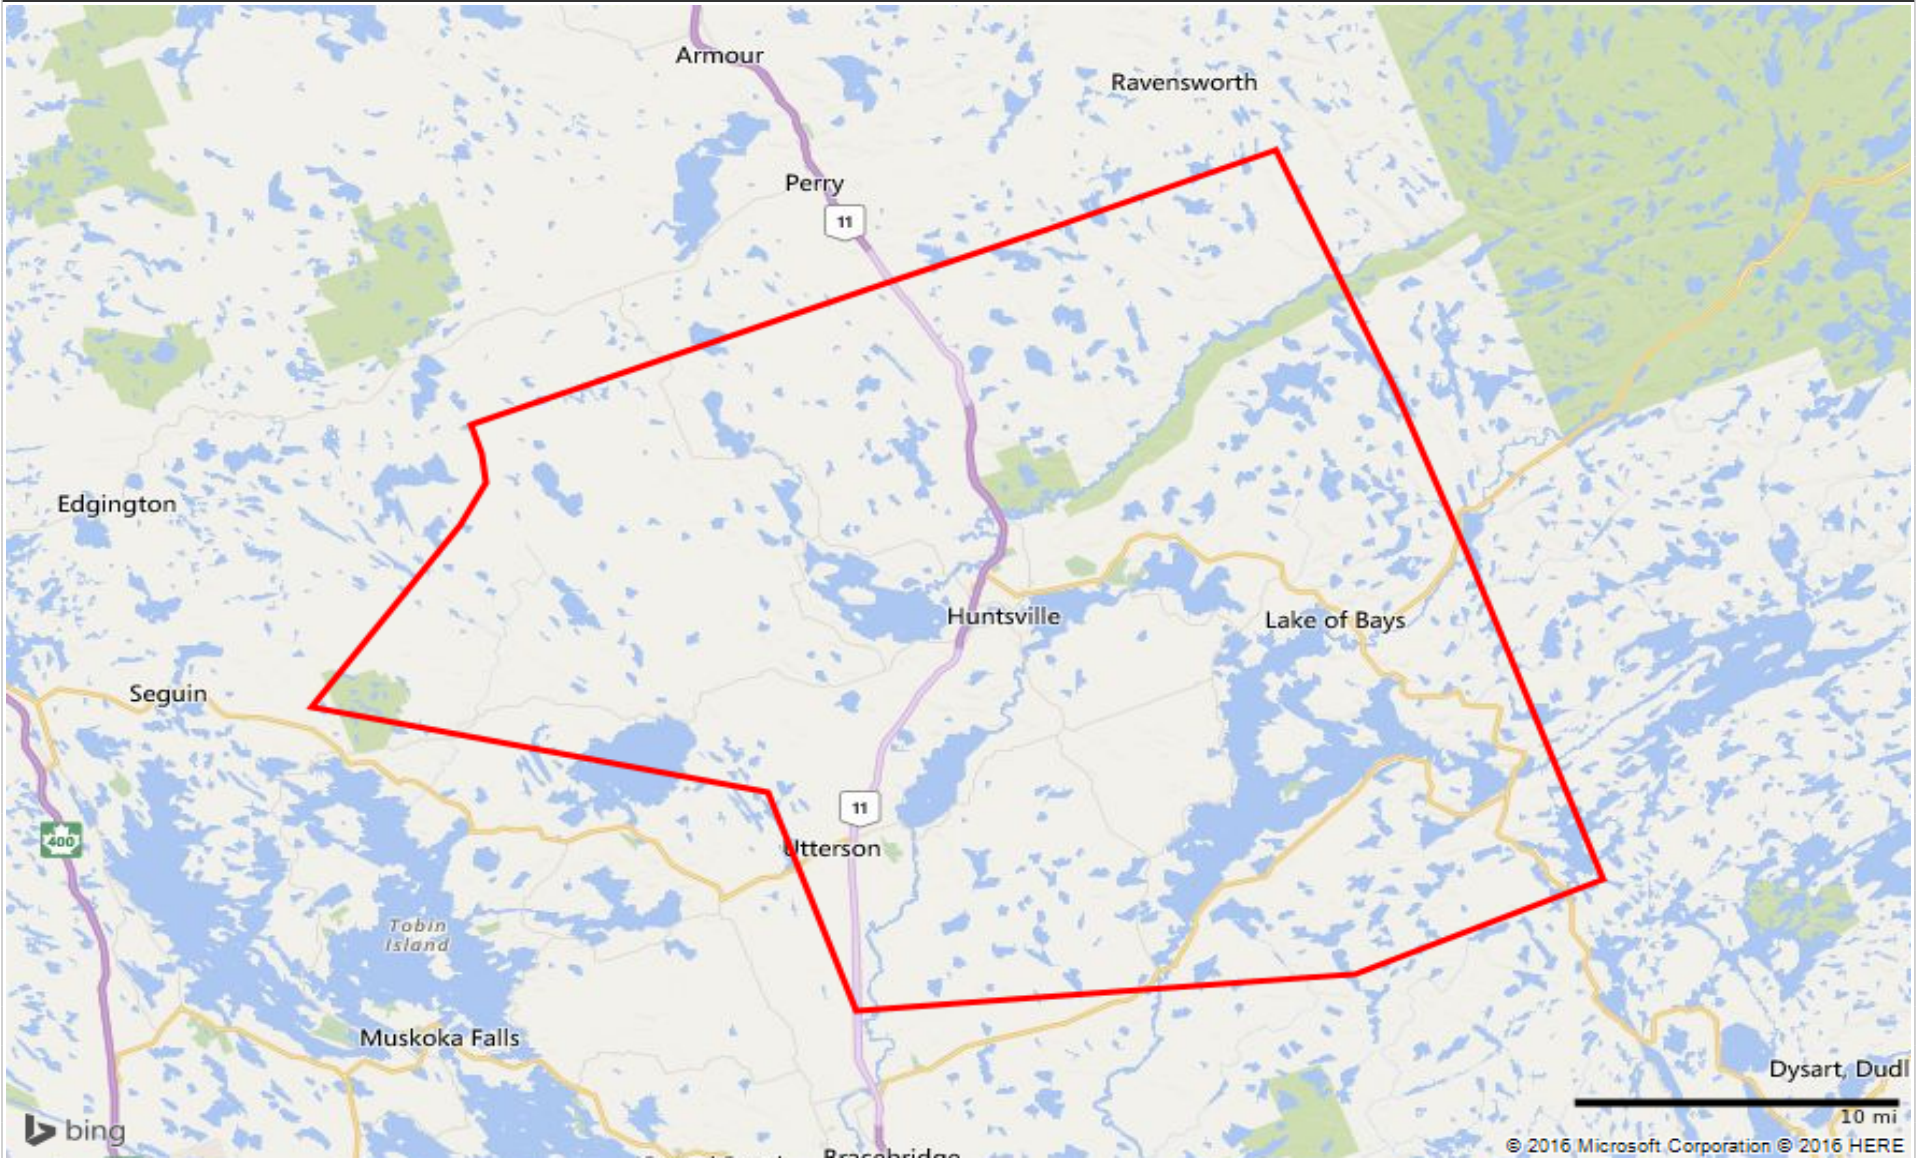 Armour
Ravensworth
Perry
11
Edgington
Huntsville
Lake of Bays
Seguin
11
400
Utterson
Tobin
Island
Muskoka Falls
Dysart, Dudl
10 mi
bing
© 2016 Microsoft Corporation © 2016 HERE
Bracebridge